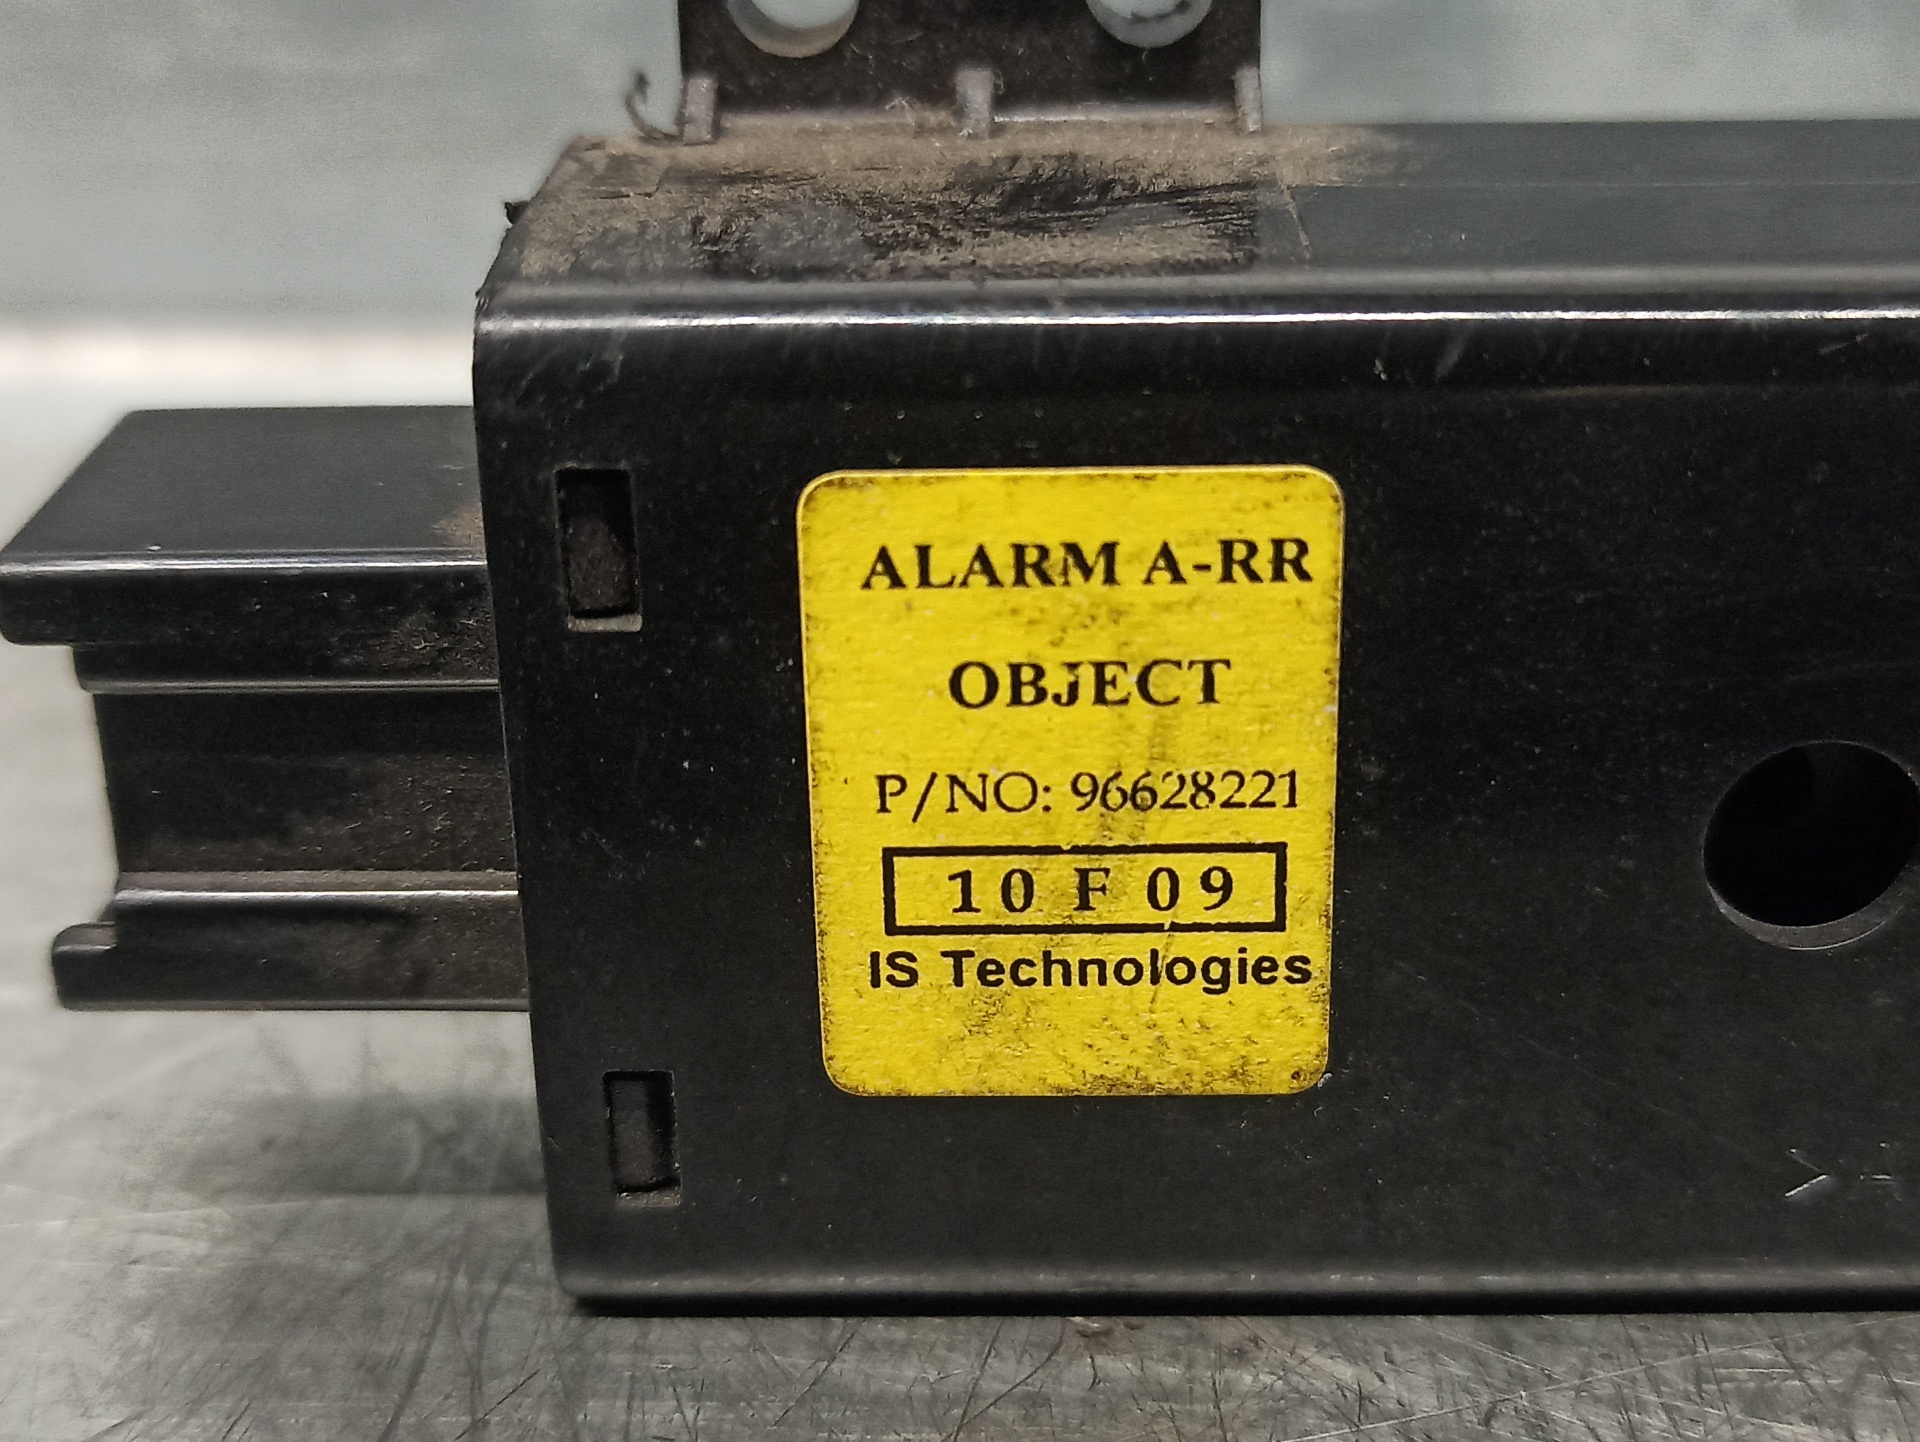 ALARM A-RR
OBJECT
P/NO: 96628221
10 F 09
IS Technologies